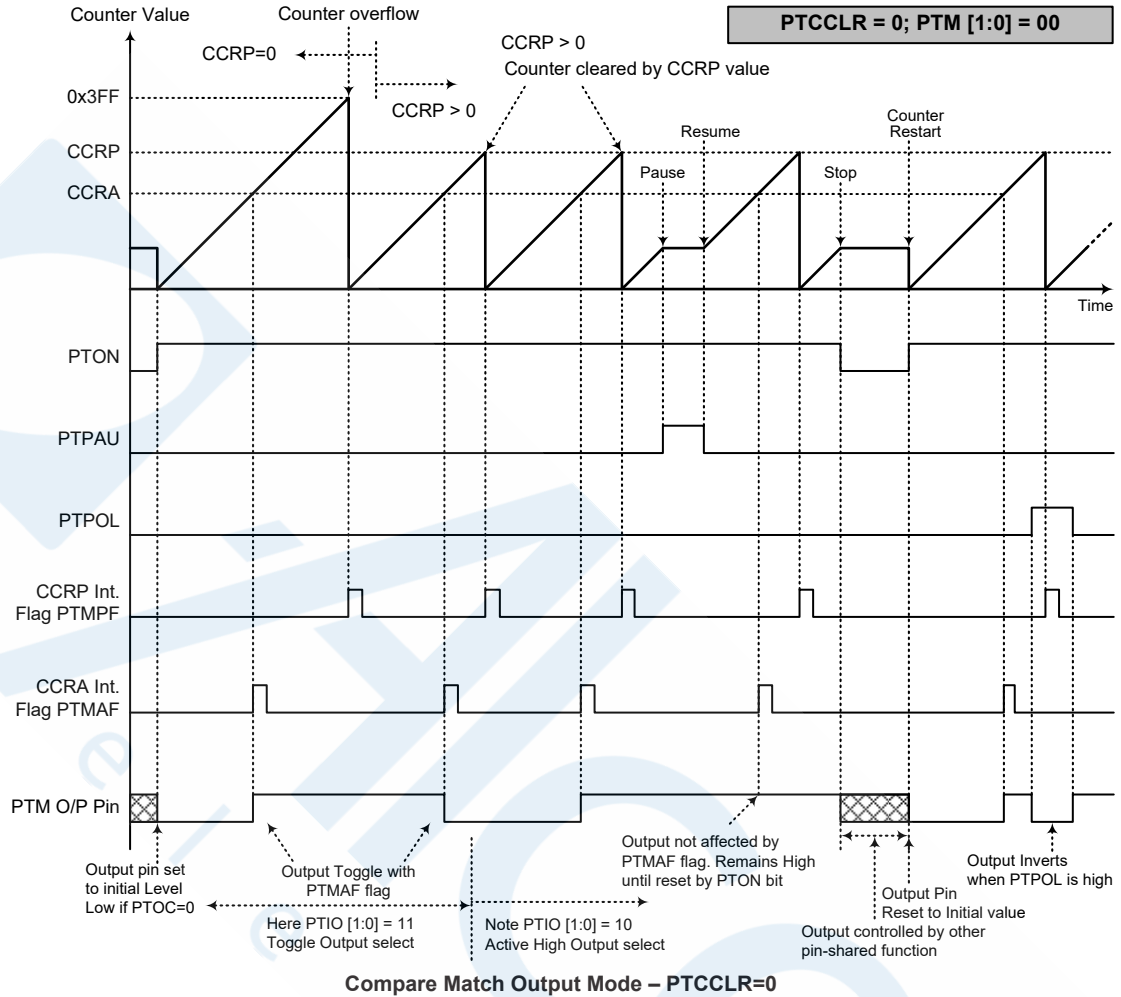 Counter Value
Counter overflow
PTCCLR = 0; PTM [1:0] = 00
CCRP=0
CCRP > 0
CCRP > 0
Counter cleared by CCRP value
0x3FF
CCRP
CCRA
Pause
Resume
Stop
Counter
Restart
Time
PTON
PTPAU
PTPOL
CCRP Int.
Flag PTMPF
CCRA Int.
Flag PTMAF
PTM O/P Pin
Output pin set
to initial Level
Low if PTOC=0
Output Toggle with
PTMAF flag
Here PTIO [1:0] = 11
Toggle Output select
Note PTIO [1:0] = 10
Active High Output select
Output not affected by
PTMAF flag. Remains High
until reset by PTON bit
Output Pin
Reset to Initial value
Output controlled by other
pin-shared function
Output Inverts
when PTPOL is high
Compare Match Output Mode – PTCCLR=0